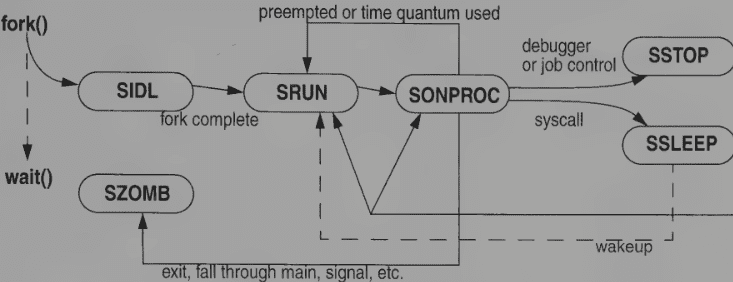 preempted or time quantum used
fork()
debugger
or job control
SSTOP
SIDL
SRUN
SONPROC
fork complete
syscall
SSLEEP
wait()
SZOMB
wakeup
exit, fall through main, signal, etc.